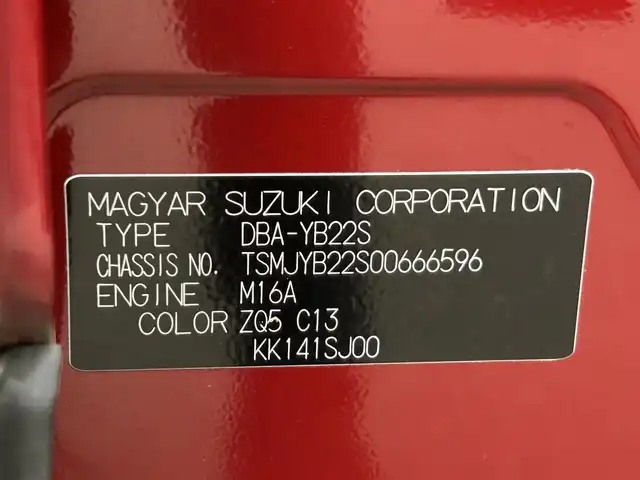 MAGYAR SUZUKI CORPORATION
TYPE DBA-YB22S
CHASSIS NO. TSMJYB22S00666596
ENGINE M16A
COLOR ZQ5 C13
KK141SJ00